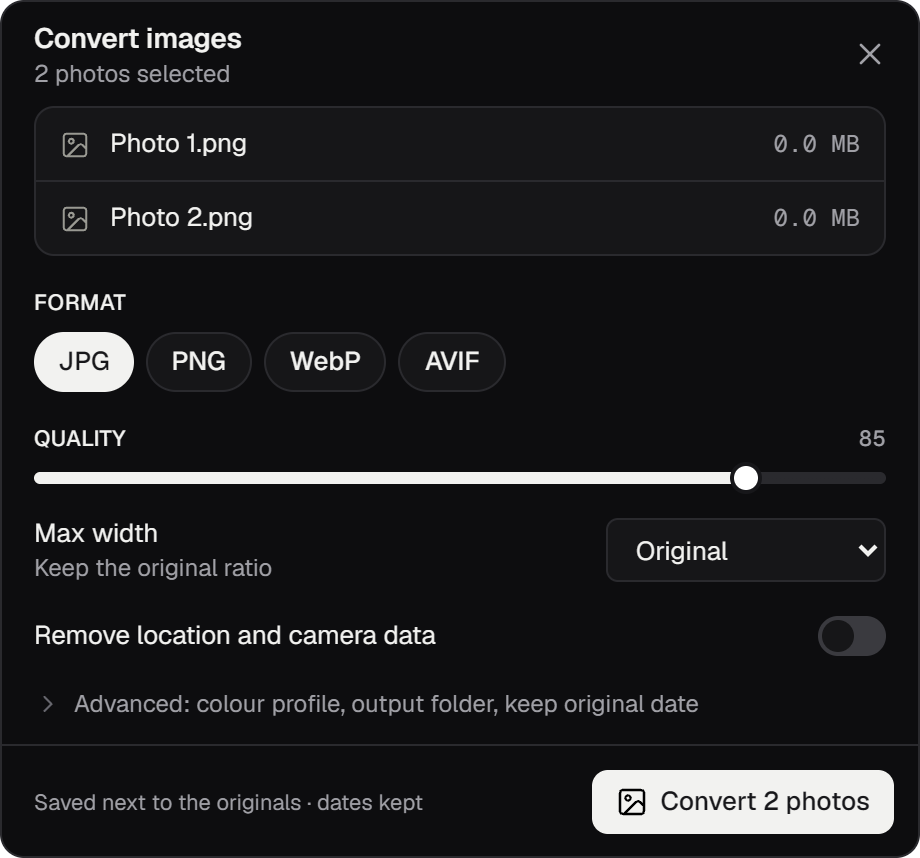 Convert images
2 photos selected
Photo 1.png 0.0 MB
Photo 2.png 0.0 MB
FORMAT
JPG PNG WebP AVIF
QUALITY 85
Max width
Keep the original ratio
Original
Remove location and camera data
Advanced: colour profile, output folder, keep original date
Saved next to the originals · dates kept
Convert 2 photos